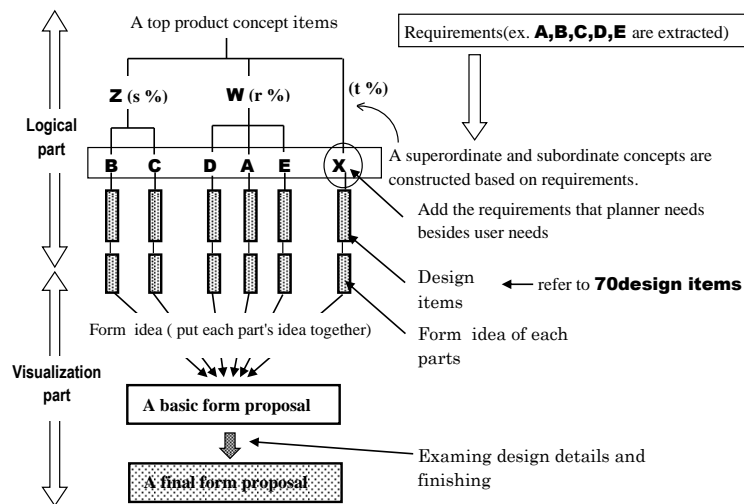 A top product concept items
Requirements(ex. A,B,C,D,E are extracted)
Z (s %)
W (r %)
(t %)
Logical
part
B C D A E X
A superordinate and subordinate concepts are
constructed based on requirements.
Add the requirements that planner needs
besides user needs
Design
items
refer to 70design items
Form idea ( put each part's idea together)
Form idea of each
parts
Visualization
part
A basic form proposal
Examing design details and
finishing
A final form proposal